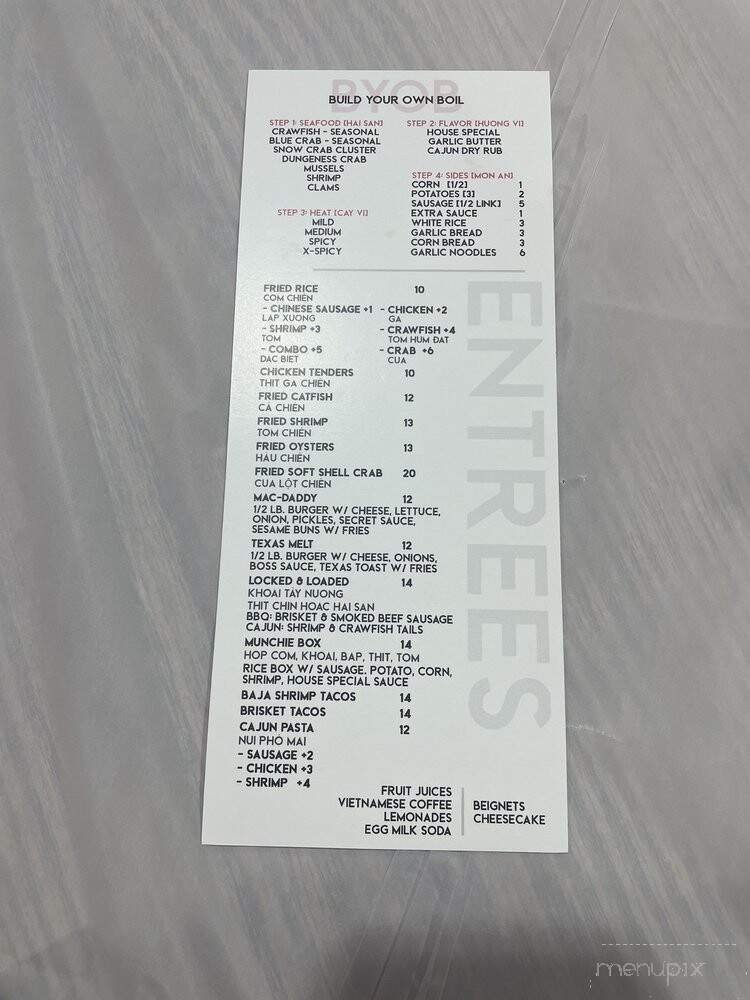 BYOB
BUILD YOUR OWN BOIL
STEP 1: SEAFOOD [HAI SAN]
CRAWFISH - SEASONAL
BLUE CRAB - SEASONAL
SNOW CRAB CLUSTER
DUNGENESS CRAB
MUSSELS
SHRIMP
CLAMS
STEP 2: FLAVOR [HUONG VI]
HOUSE SPECIAL
GARLIC BUTTER
CAJUN DRY RUB
STEP 3: HEAT [CAY VI]
MILD
MEDIUM
SPICY
X-SPICY
STEP 4: SIDES [MON AN]
CORN [1/2] 1
POTATOES [3] 2
SAUSAGE [1/2 LINK] 5
EXTRA SAUCE 1
WHITE RICE 3
GARLIC BREAD 3
CORN BREAD 3
GARLIC NOODLES 6
ENTREES
FRIED RICE 10
COM CHIÊN
- CHINESE SAUSAGE +1 - CHICKEN +2
LAP XUONG GA
- SHRIMP +3 - CRAWFISH +4
TOM TOM HUM ĐAT
- COMBO +5 - CRAB +6
DAC BIET CUA
CHICKEN TENDERS 10
THIT GA CHIÊN
FRIED CATFISH 12
CÁ CHIÊN
FRIED SHRIMP 13
TOM CHIÊN
FRIED OYSTERS 13
HÀU CHIÊN
FRIED SOFT SHELL CRAB 20
CUA LỘT CHIÊN
MAC-DADDY 12
1/2 LB. BURGER W/ CHEESE, LETTUCE,
ONION, PICKLES, SECRET SAUCE,
SESAME BUNS W/ FRIES
TEXAS MELT 12
1/2 LB. BURGER W/ CHEESE, ONIONS,
BOSS SAUCE, TEXAS TOAST W/ FRIES
LOCKED & LOADED 14
KHOAI TÂY NUONG
THIT CHIN HOAC HAI SAN
BBQ: BRISKET & SMOKED BEEF SAUSAGE
CAJUN: SHRIMP & CRAWFISH TAILS
MUNCHIE BOX 14
HOP COM, KHOAI, BAP, THIT, TOM
RICE BOX W/ SAUSAGE. POTATO, CORN,
SHRIMP, HOUSE SPECIAL SAUCE
BAJA SHRIMP TACOS 14
BRISKET TACOS 14
CAJUN PASTA 12
NUI PHÔ MAI
- SAUSAGE +2
- CHICKEN +3
- SHRIMP +4
FRUIT JUICES
VIETNAMESE COFFEE
LEMONADES
EGG MILK SODA
BEIGNETS
CHEESECAKE
menupix